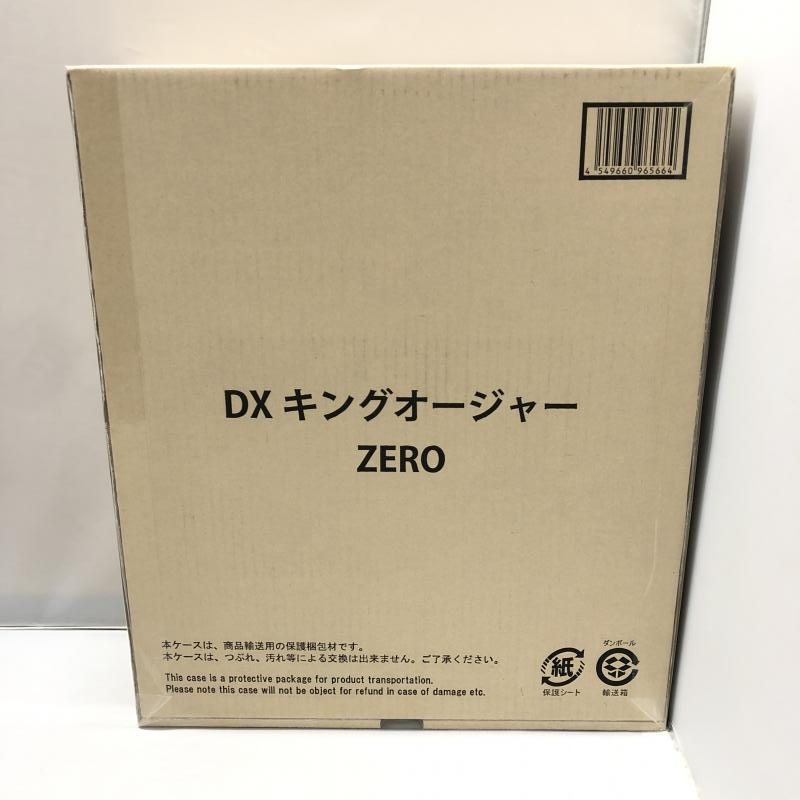 4 549660 965664
DX キングオージャー
ZERO
本ケースは、商品輸送用の保護梱包材です。
本ケースは、つぶれ、汚れ等による交換は出来ません。ご了承ください。
This case is a protective package for product transportation.
Please note this case will not be object for refund in case of damage etc.
紙
保護シート
ダンボール
輸送箱